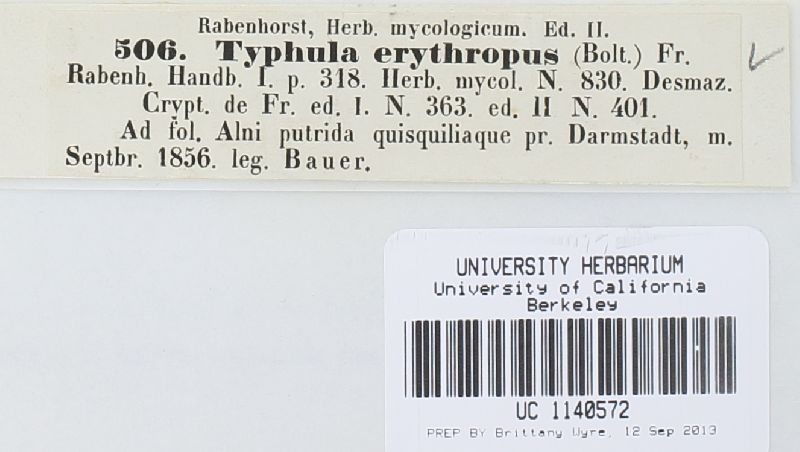 Rabenhorst, Herb. mycologicum. Ed. II.
506. Typhula erythropus (Bolt.) Fr.
Rabenh. Handb. I. p. 318. Herb. mycol. N. 830. Desmaz.
Crypt. de Fr. ed. I. N. 363. ed. II N. 401.
Ad fol. Alni putrida quisquiliaque pr. Darmstadt, m.
Septbr. 1856. leg. Bauer.
UNIVERSITY HERBARIUM
University of California
Berkeley
UC 1140572
PREP BY Brittany Wyre, 12 Sep 2013